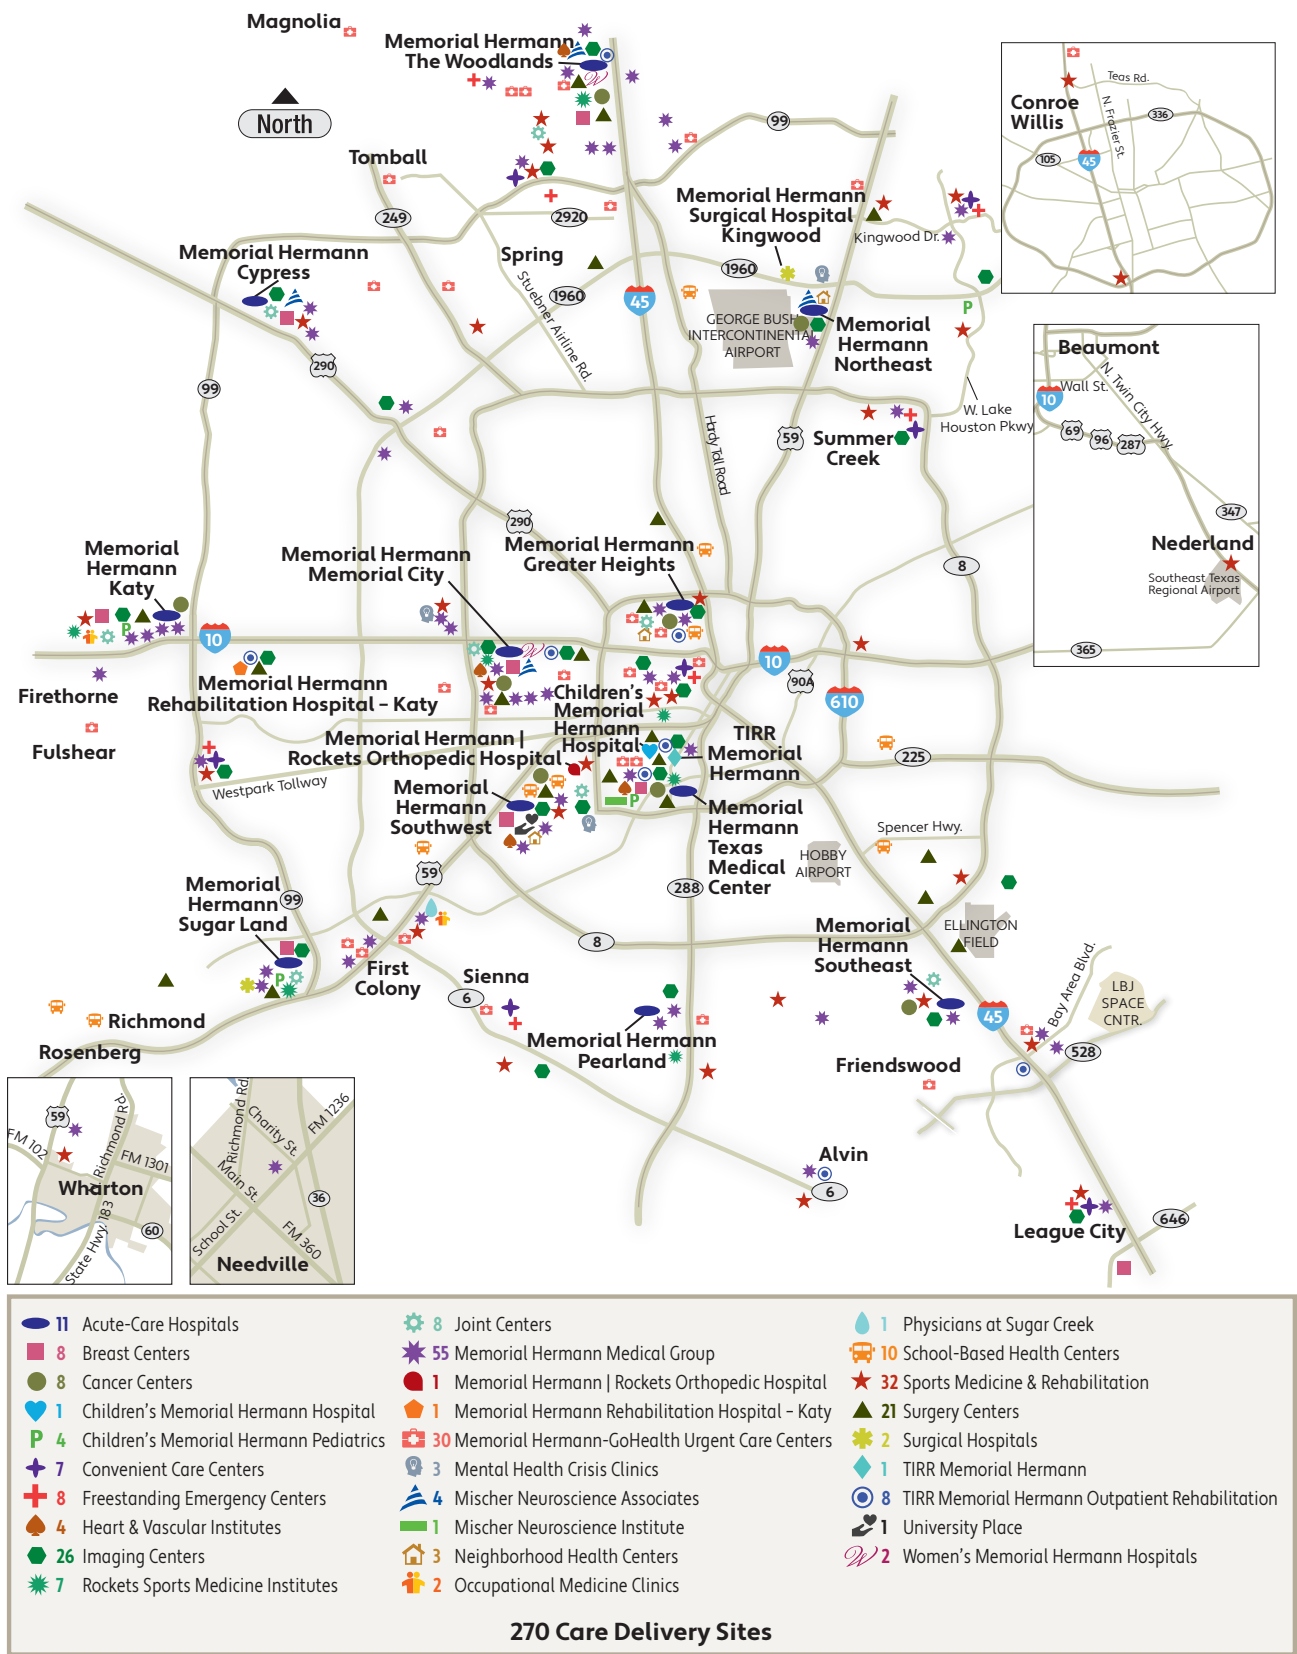 Magnolia
Memorial Hermann
The Woodlands
North
Tomball
99
249
2920
Memorial Hermann
Surgical Hospital
Kingwood
Kingwood Dr.
Spring
1960
1960
Stuebner Airline Rd.
45
Memorial Hermann
Cypress
290
99
GEORGE BUSH
INTERCONTINENTAL
AIRPORT
Memorial
Hermann
Northeast
Conroe
Willis
Teas Rd.
N. Frazier St.
336
105
45
W. Lake
Houston Pkwy
Summer
Creek
59
Hardy Toll Road
Beaumont
Wall St.
10
N. Twin City Hwy.
69
96
287
347
Nederland
Southeast Texas
Regional Airport
365
290
8
Memorial
Hermann
Katy
Memorial Hermann
Memorial City
Memorial Hermann
Greater Heights
10
10
90A
610
Firethorne
Fulshear
Memorial Hermann
Rehabilitation Hospital – Katy
Children's
Memorial
Hermann
Hospital
Memorial Hermann |
Rockets Orthopedic Hospital
TIRR
Memorial
Hermann
225
Westpark Tollway
Memorial
Hermann
Southwest
Memorial
Hermann
Texas
Medical
Center
Spencer Hwy.
HOBBY
AIRPORT
59
288
99
Memorial
Hermann
Sugar Land
8
Memorial
Hermann
Southeast
ELLINGTON
FIELD
Bay Area Blvd.
LBJ
SPACE
CNTR.
First
Colony
Sienna
6
45
528
Richmond
Rosenberg
Memorial Hermann
Pearland
Friendswood
59
FM 102
N. Richmond Rd.
FM 1301
Wharton
State Hwy. 183
60
Richmond Rd.
Charity St.
FM 1236
Main St.
36
School St.
FM 360
Needville
Alvin
6
League City
646
11 Acute-Care Hospitals
8 Breast Centers
8 Cancer Centers
1 Children's Memorial Hermann Hospital
P 4 Children's Memorial Hermann Pediatrics
7 Convenient Care Centers
8 Freestanding Emergency Centers
4 Heart & Vascular Institutes
26 Imaging Centers
7 Rockets Sports Medicine Institutes
8 Joint Centers
55 Memorial Hermann Medical Group
1 Memorial Hermann | Rockets Orthopedic Hospital
1 Memorial Hermann Rehabilitation Hospital – Katy
30 Memorial Hermann-GoHealth Urgent Care Centers
3 Mental Health Crisis Clinics
4 Mischer Neuroscience Associates
1 Mischer Neuroscience Institute
3 Neighborhood Health Centers
2 Occupational Medicine Clinics
1 Physicians at Sugar Creek
10 School-Based Health Centers
32 Sports Medicine & Rehabilitation
21 Surgery Centers
2 Surgical Hospitals
1 TIRR Memorial Hermann
8 TIRR Memorial Hermann Outpatient Rehabilitation
1 University Place
W 2 Women's Memorial Hermann Hospitals
270 Care Delivery Sites